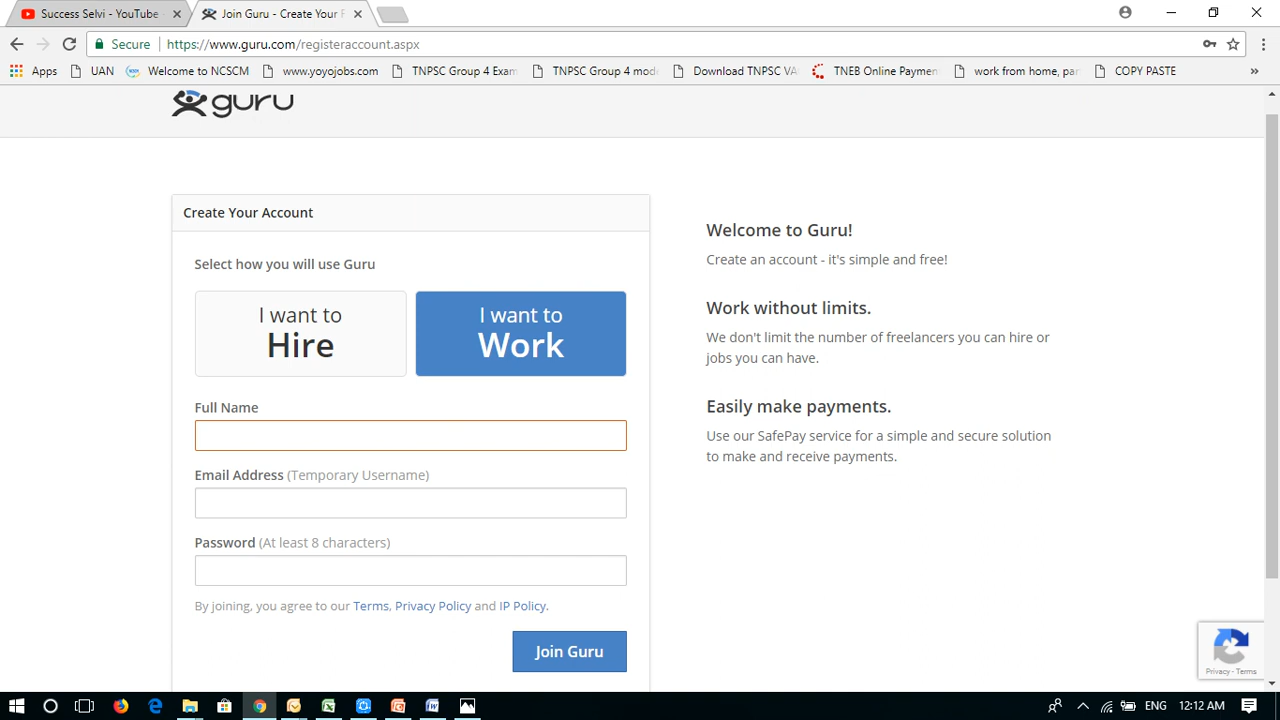 Success Selvi - YouTube
Join Guru - Create Your F
Secure
https://www.guru.com/registeraccount.aspx
Apps
UAN
Welcome to NCSCM
www.yoyojobs.com
TNPSC Group 4 Exam
TNPSC Group 4 mode
Download TNPSC VA
TNEB Online Payment
work from home, par
COPY PASTE
»
guru
Create Your Account
Select how you will use Guru
I want to
Hire
I want to
Work
Full Name
Email Address (Temporary Username)
Password (At least 8 characters)
By joining, you agree to our Terms, Privacy Policy and IP Policy.
Join Guru
Welcome to Guru!
Create an account - it's simple and free!
Work without limits.
We don't limit the number of freelancers you can hire or
jobs you can have.
Easily make payments.
Use our SafePay service for a simple and secure solution
to make and receive payments.
Privacy - Terms
ENG
12:12 AM